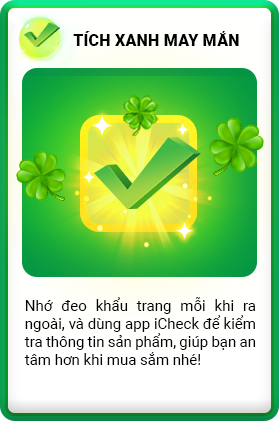 TÍCH XANH MAY MẮN
Nhớ đeo khẩu trang mỗi khi ra
ngoài, và dùng app iCheck để kiểm
tra thông tin sản phẩm, giúp bạn an
tâm hơn khi mua sắm nhé!